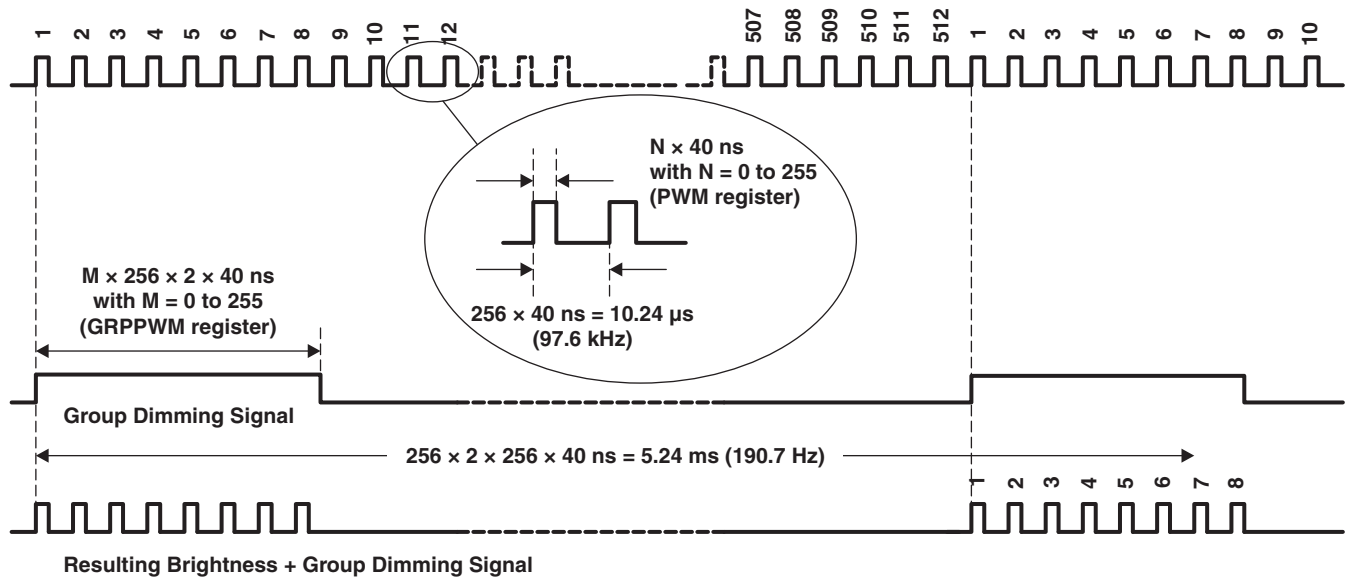 1 2 3 4 5 6 7 8 9 10 11 12 507 508 509 510 511 512 1 2 3 4 5 6 7 8 9 10
N × 40 ns
with N = 0 to 255
(PWM register)
M × 256 × 2 × 40 ns
with M = 0 to 255
(GRPPWM register)
256 × 40 ns = 10.24 µs
(97.6 kHz)
Group Dimming Signal
256 × 2 × 256 × 40 ns = 5.24 ms (190.7 Hz)
1 2 3 4 5 6 7 8
Resulting Brightness + Group Dimming Signal